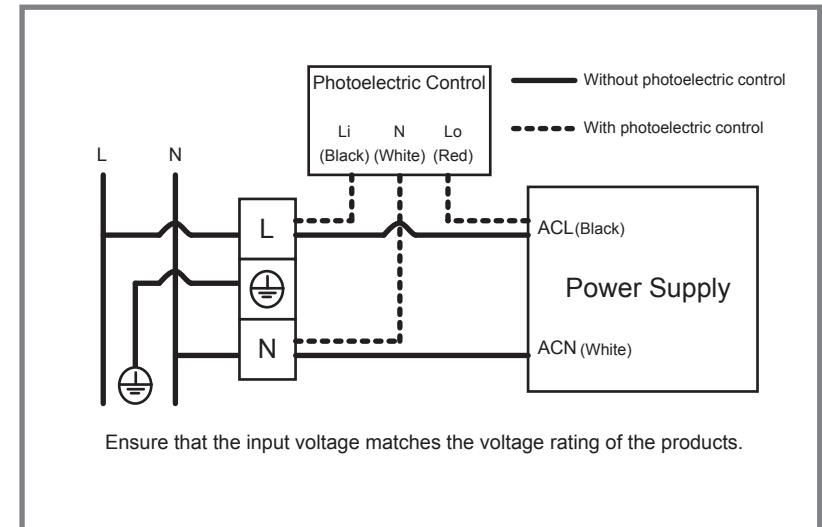 Photoelectric Control
Li N Lo
(Black) (White) (Red)
Without photoelectric control
With photoelectric control
L N
L
N
ACL(Black)
Power Supply
ACN (White)
Ensure that the input voltage matches the voltage rating of the products.